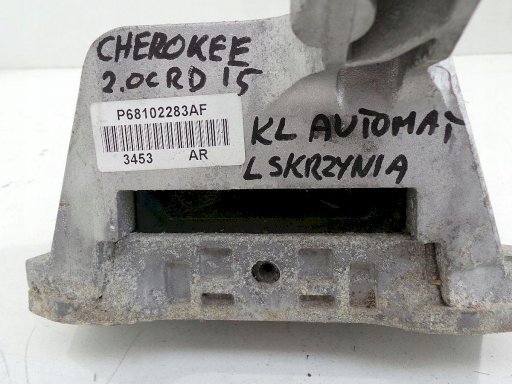 CHEROKEE
2.0CRD 15
P68102283AF
3453 AR
KL AUTOMAT
L SKRZYNIA